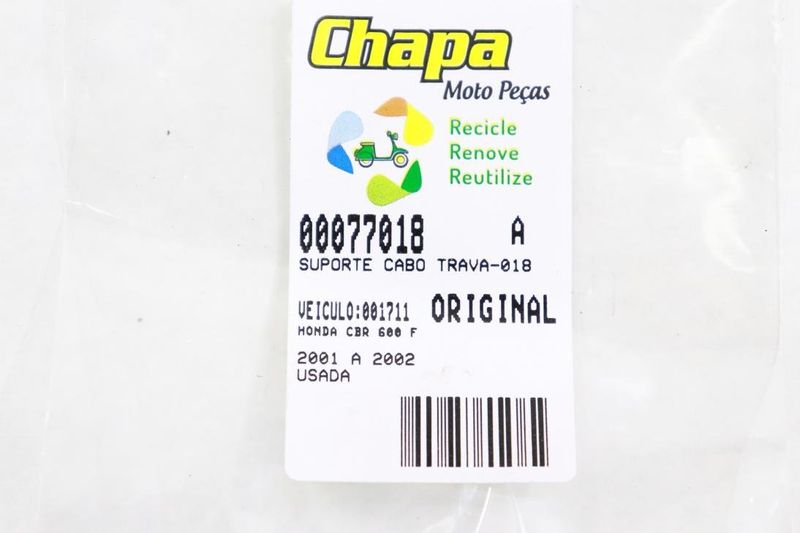 Chapa
Moto Peças
Recicle
Renove
Reutilize
00077018 A
SUPORTE CABO TRAVA-018
VEICULO:001711 ORIGINAL
HONDA CBR 600 F
2001 A 2002
USADA